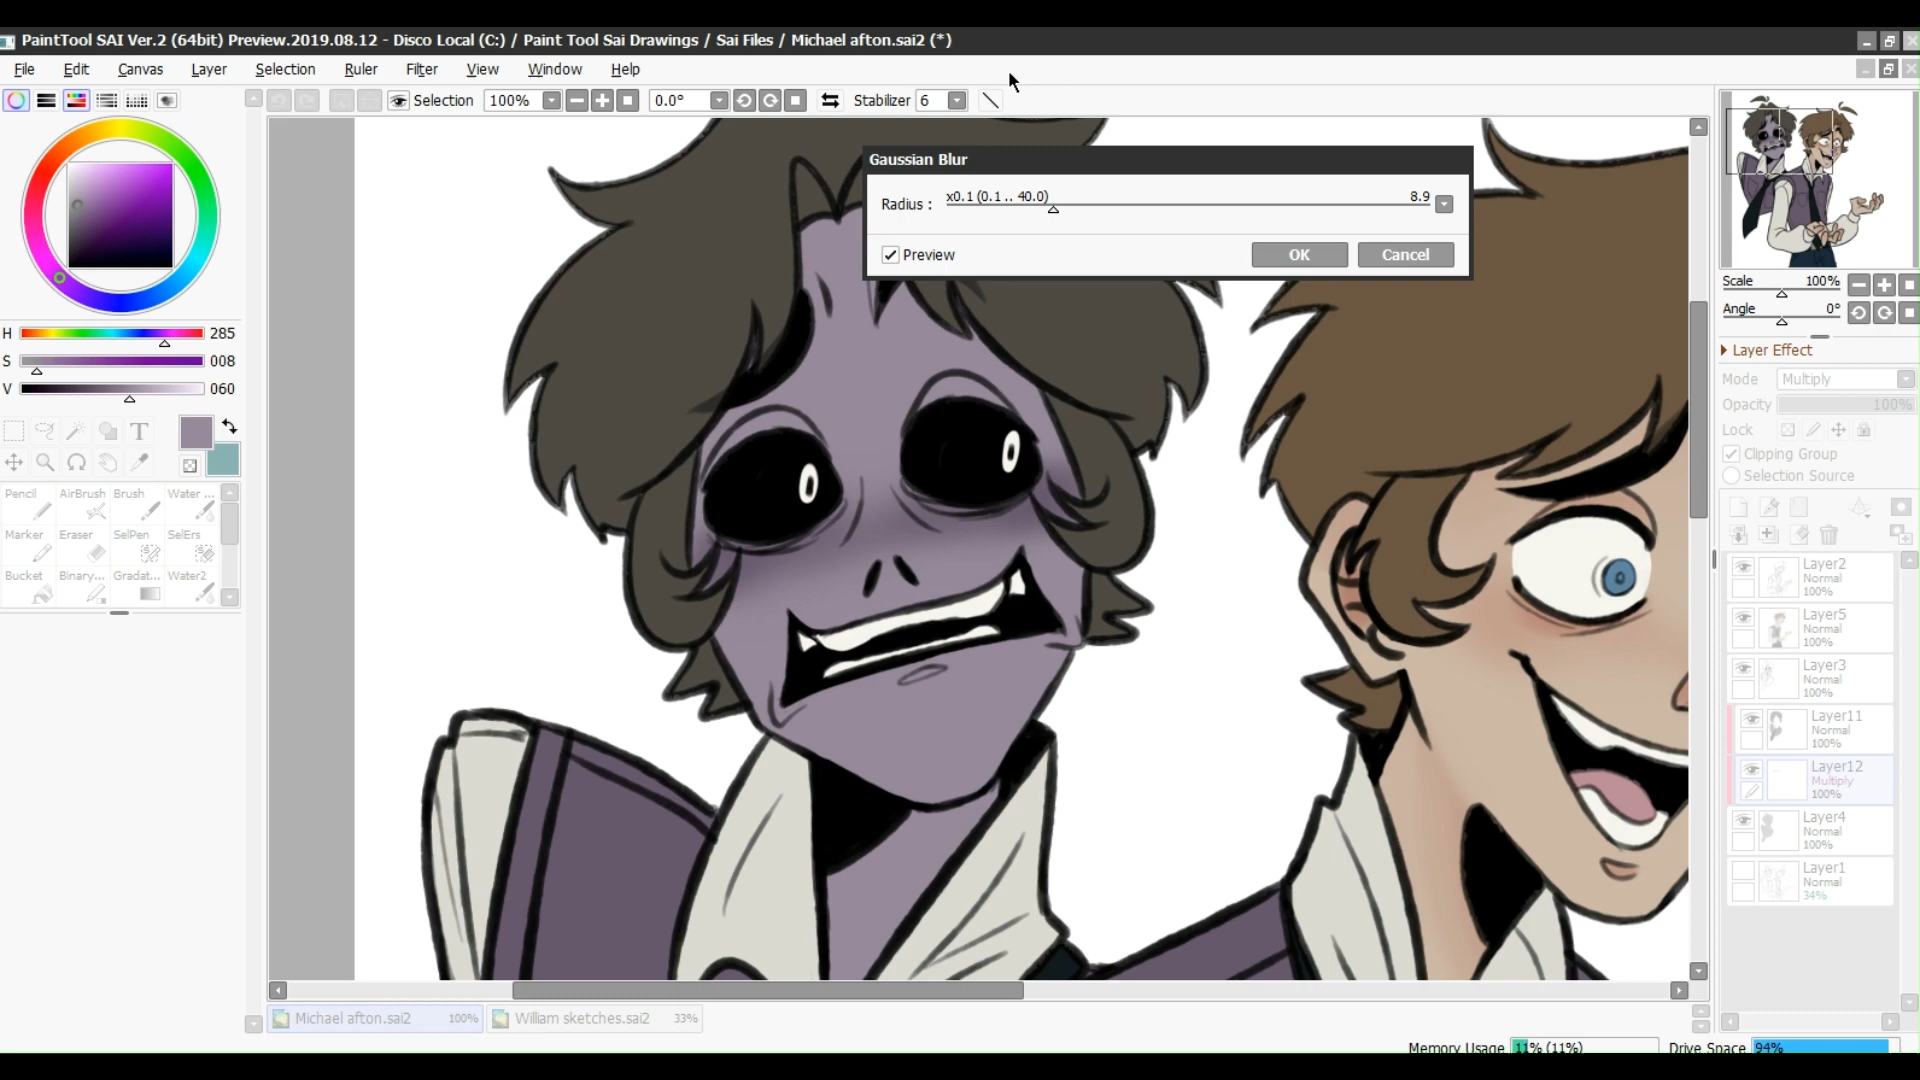 PaintTool SAI Ver.2 (64bit) Preview.2019.08.12 - Disco Local (C:) / Paint Tool Sai Drawings / Sai Files / Michael afton.sai2 (*)
File Edit Canvas Layer Selection Ruler Filter View Window Help
Selection 100% 0.0° Stabilizer 6
Gaussian Blur
Radius : x0.1 (0.1 .. 40.0) 8.9
Preview OK Cancel
H 285
S 008
V 060
T
Pencil AirBrush Brush Water ...
Marker Eraser SelPen SelErs
Bucket Binary... Gradat... Water2
Scale 100%
Angle 0°
Layer Effect
Mode Multiply
Opacity 100%
Lock
Clipping Group
Selection Source
Layer2
Normal
100%
Layer5
Normal
100%
Layer3
Normal
100%
Layer11
Normal
100%
Layer12
Multiply
100%
Layer4
Normal
100%
Layer1
Normal
34%
Michael afton.sai2 100% William sketches.sai2 33%
Memory Usage 11% (11%) Drive Space 94%